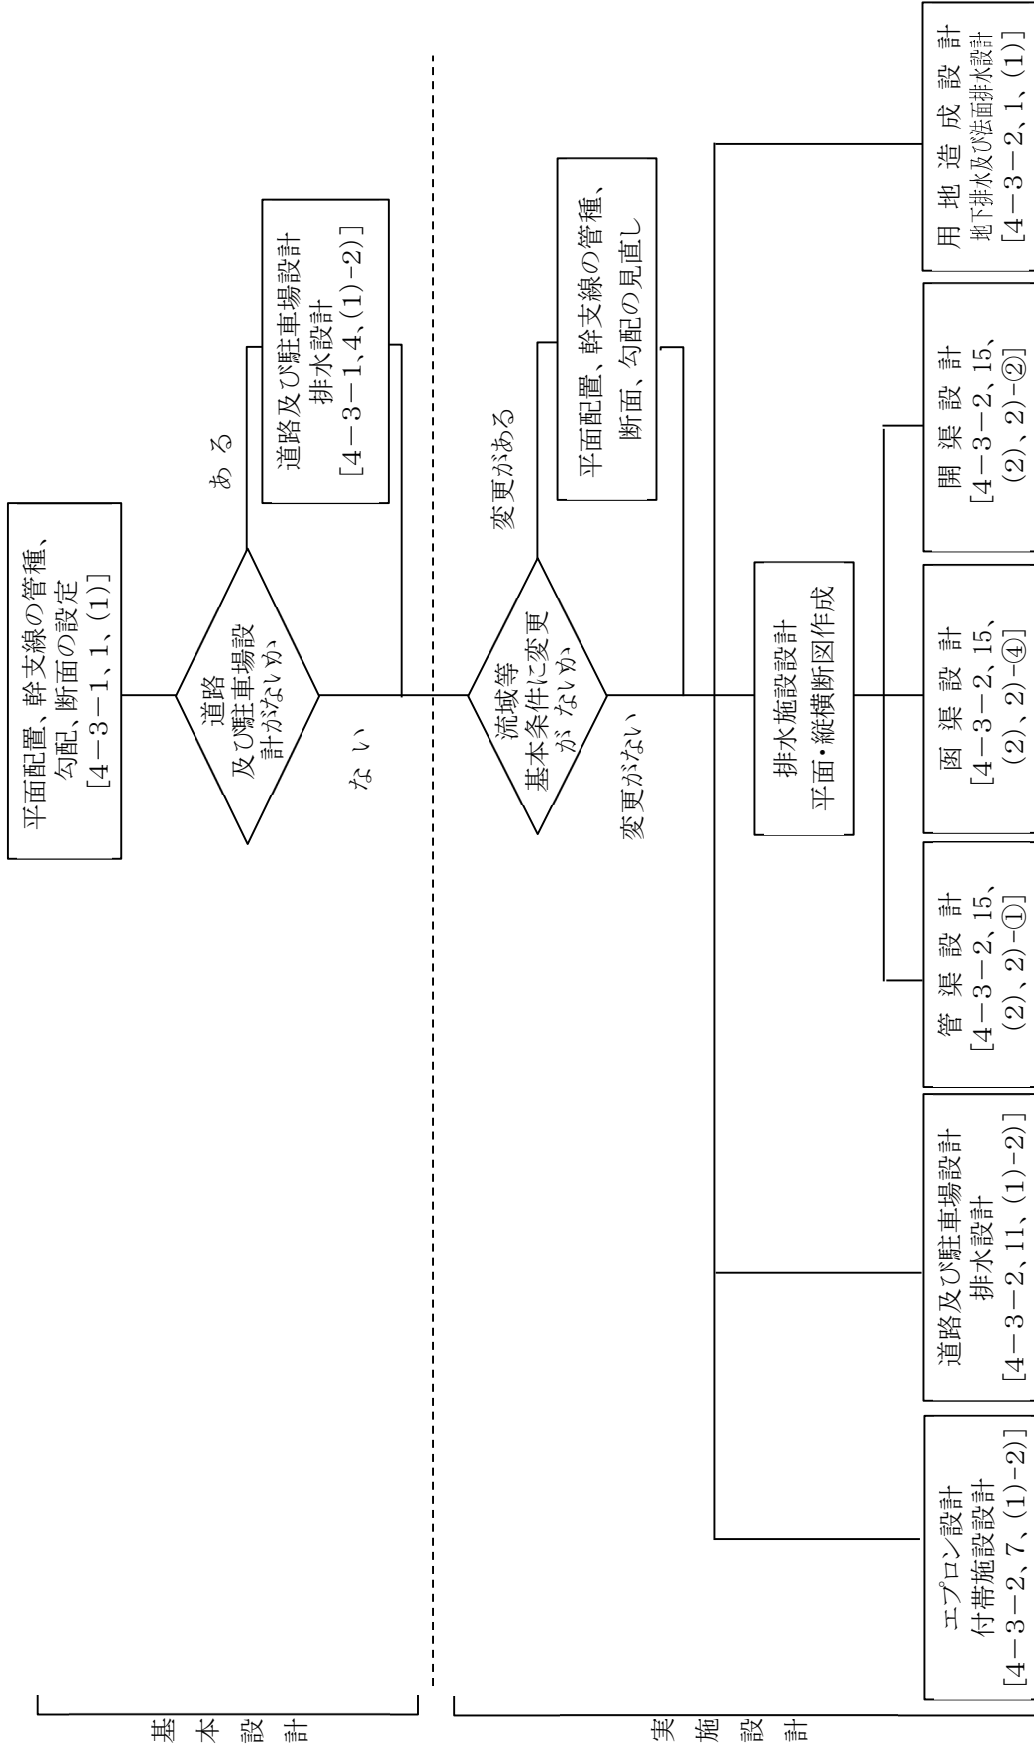 基本設計
平面配置、幹支線の管種、
勾配、断面の設定
[4－3－1、1、(1)]
道路
及び駐車場設
計がないか
ある
道路及び駐車場設計
排水設計
[4－3－1、4、(1)-2)]
ない
実施設計
流域等
基本条件に変更
がないか
変更がある
平面配置、幹支線の管種、
断面、勾配の見直し
変更がない
排水施設設計
平面・縦横断図作成
エプロン設計
付帯施設設計
[4－3－2、7、(1)-2)]
道路及び駐車場設計
排水設計
[4－3－2、11、(1)-2)]
管渠設計
[4－3－2、15、
(2)、2)-①]
函渠設計
[4－3－2、15、
(2)、2)-④]
開渠設計
[4－3－2、15、
(2)、2)-②]
用地造成設計
地下排水及び法面排水設計
[4－3－2、1、(1)]